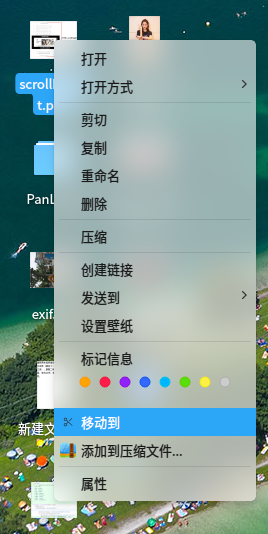 打开
打开方式
scroll
t.p
剪切
复制
重命名
删除
PanL
压缩
创建链接
发送到
exif.
设置壁纸
标记信息
移动到
新建文
添加到压缩文件...
属性